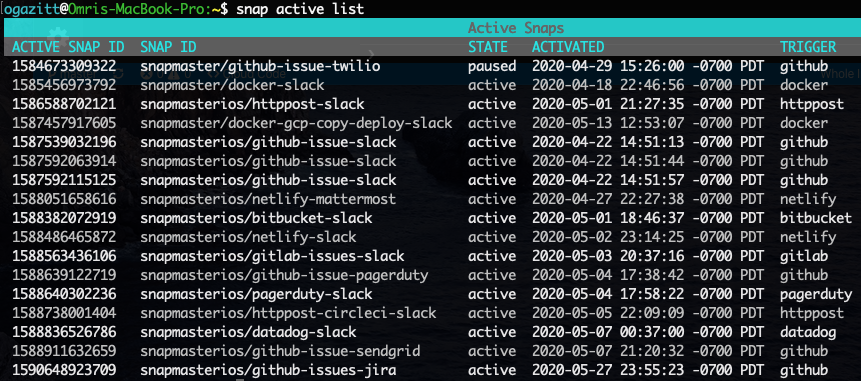 ogazitt@Omris-MacBook-Pro:~$ snap active list
Active Snaps
ACTIVE SNAP ID SNAP ID STATE ACTIVATED TRIGGER
1584673309322 snapmaster/github-issue-twilio paused 2020-04-29 15:26:00 -0700 PDT github
1585456973792 snapmaster/docker-slack active 2020-04-18 22:46:56 -0700 PDT docker
1586588702121 snapmasterios/httppost-slack active 2020-05-01 21:27:35 -0700 PDT httppost
1587457917605 snapmaster/docker-gcp-copy-deploy-slack active 2020-05-13 12:53:07 -0700 PDT docker
1587539032196 snapmasterios/github-issue-slack active 2020-04-22 14:51:13 -0700 PDT github
1587592063914 snapmasterios/github-issue-slack active 2020-04-22 14:51:44 -0700 PDT github
1587592115125 snapmasterios/github-issue-slack active 2020-04-22 14:51:57 -0700 PDT github
1588051658616 snapmasterios/netlify-mattermost active 2020-04-27 22:27:38 -0700 PDT netlify
1588382072919 snapmasterios/bitbucket-slack active 2020-05-01 18:46:37 -0700 PDT bitbucket
1588486465872 snapmasterios/netlify-slack active 2020-05-02 23:14:25 -0700 PDT netlify
1588563436106 snapmasterios/gitlab-issues-slack active 2020-05-03 20:37:16 -0700 PDT gitlab
1588639122719 snapmasterios/github-issue-pagerduty active 2020-05-04 17:38:42 -0700 PDT github
1588640302236 snapmasterios/pagerduty-slack active 2020-05-04 17:58:22 -0700 PDT pagerduty
1588738001404 snapmasterios/httppost-circleci-slack active 2020-05-05 22:09:09 -0700 PDT httppost
1588836526786 snapmasterios/datadog-slack active 2020-05-07 00:37:00 -0700 PDT datadog
1588911632659 snapmasterios/github-issue-sendgrid active 2020-05-07 21:20:32 -0700 PDT github
1590648923709 snapmasterios/github-issues-jira active 2020-05-27 23:55:23 -0700 PDT github